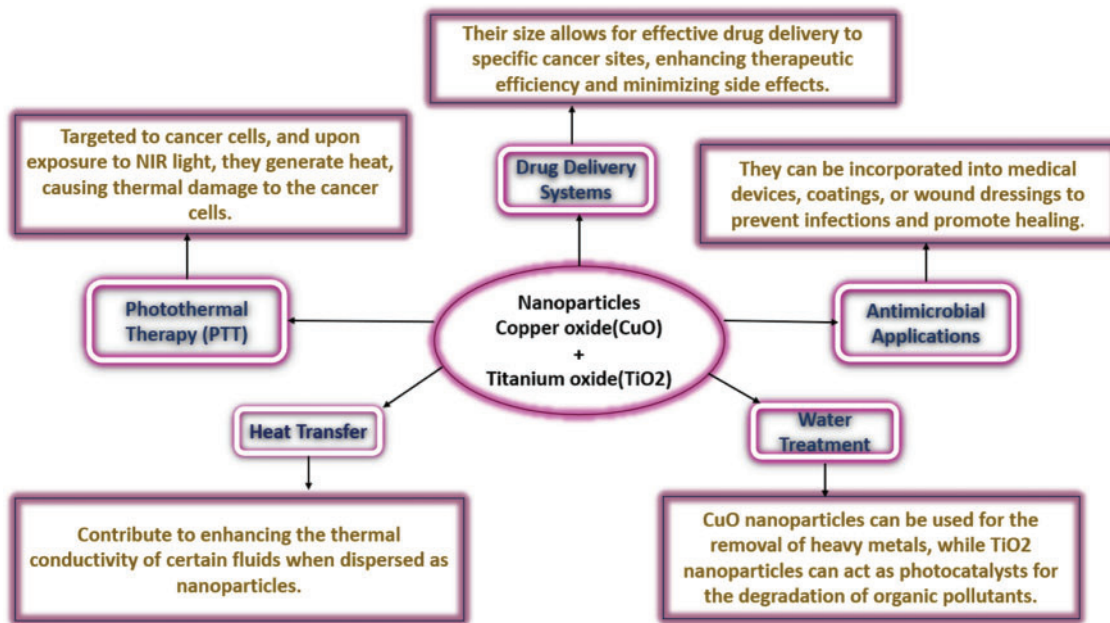 Their size allows for effective drug delivery to
specific cancer sites, enhancing therapeutic
efficiency and minimizing side effects.
Targeted to cancer cells, and upon
exposure to NIR light, they generate heat,
causing thermal damage to the cancer
cells.
Drug Delivery
Systems
They can be incorporated into medical
devices, coatings, or wound dressings to
prevent infections and promote healing.
Photothermal
Therapy (PTT)
Nanoparticles
Copper oxide(CuO)
+
Titanium oxide(TiO2)
Antimicrobial
Applications
Heat Transfer
Water
Treatment
Contribute to enhancing the thermal
conductivity of certain fluids when dispersed as
nanoparticles.
CuO nanoparticles can be used for the
removal of heavy metals, while TiO2
nanoparticles can act as photocatalysts for
the degradation of organic pollutants.